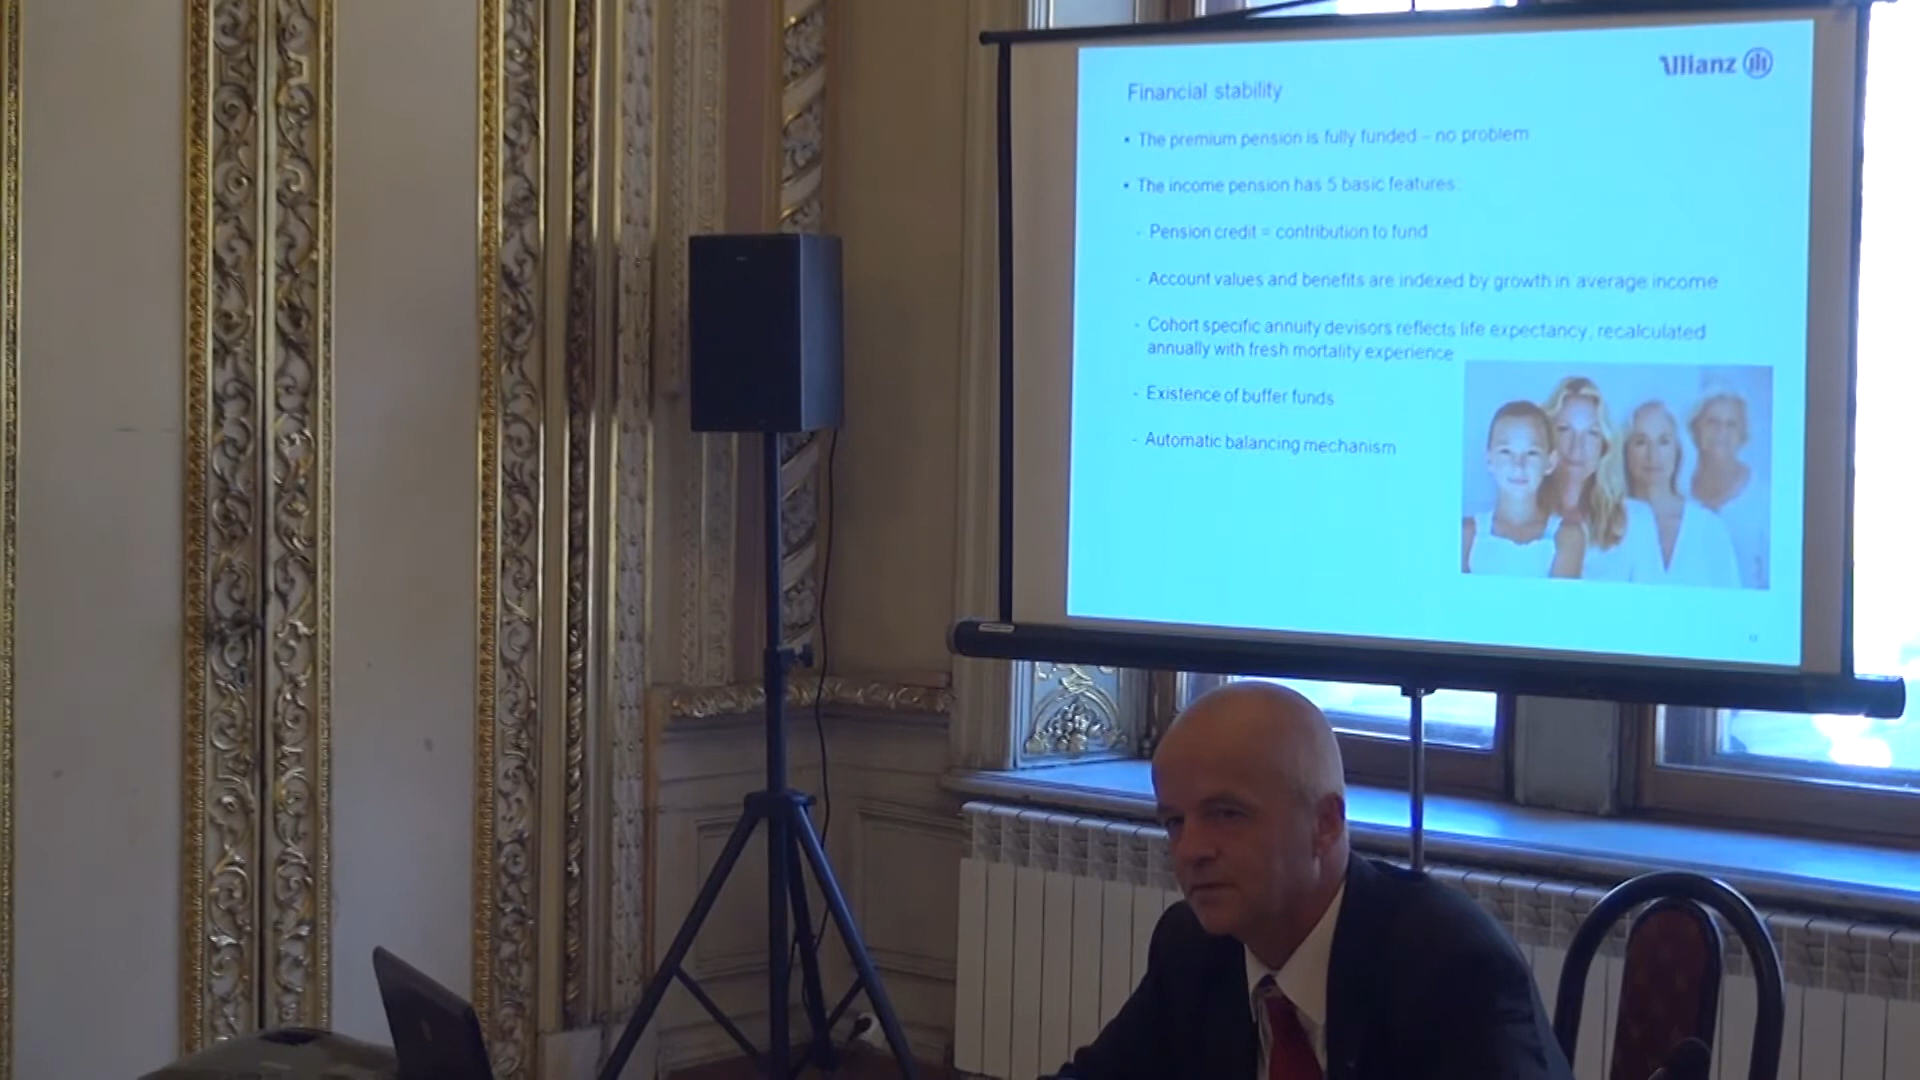 Allianz
Financial stability
• The premium pension is fully funded – no problem
• The income pension has 5 basic features:
- Pension credit = contribution to fund
- Account values and benefits are indexed by growth in average income
- Cohort specific annuity devisors reflects life expectancy, recalculated
annually with fresh mortality experience
- Existence of buffer funds
- Automatic balancing mechanism